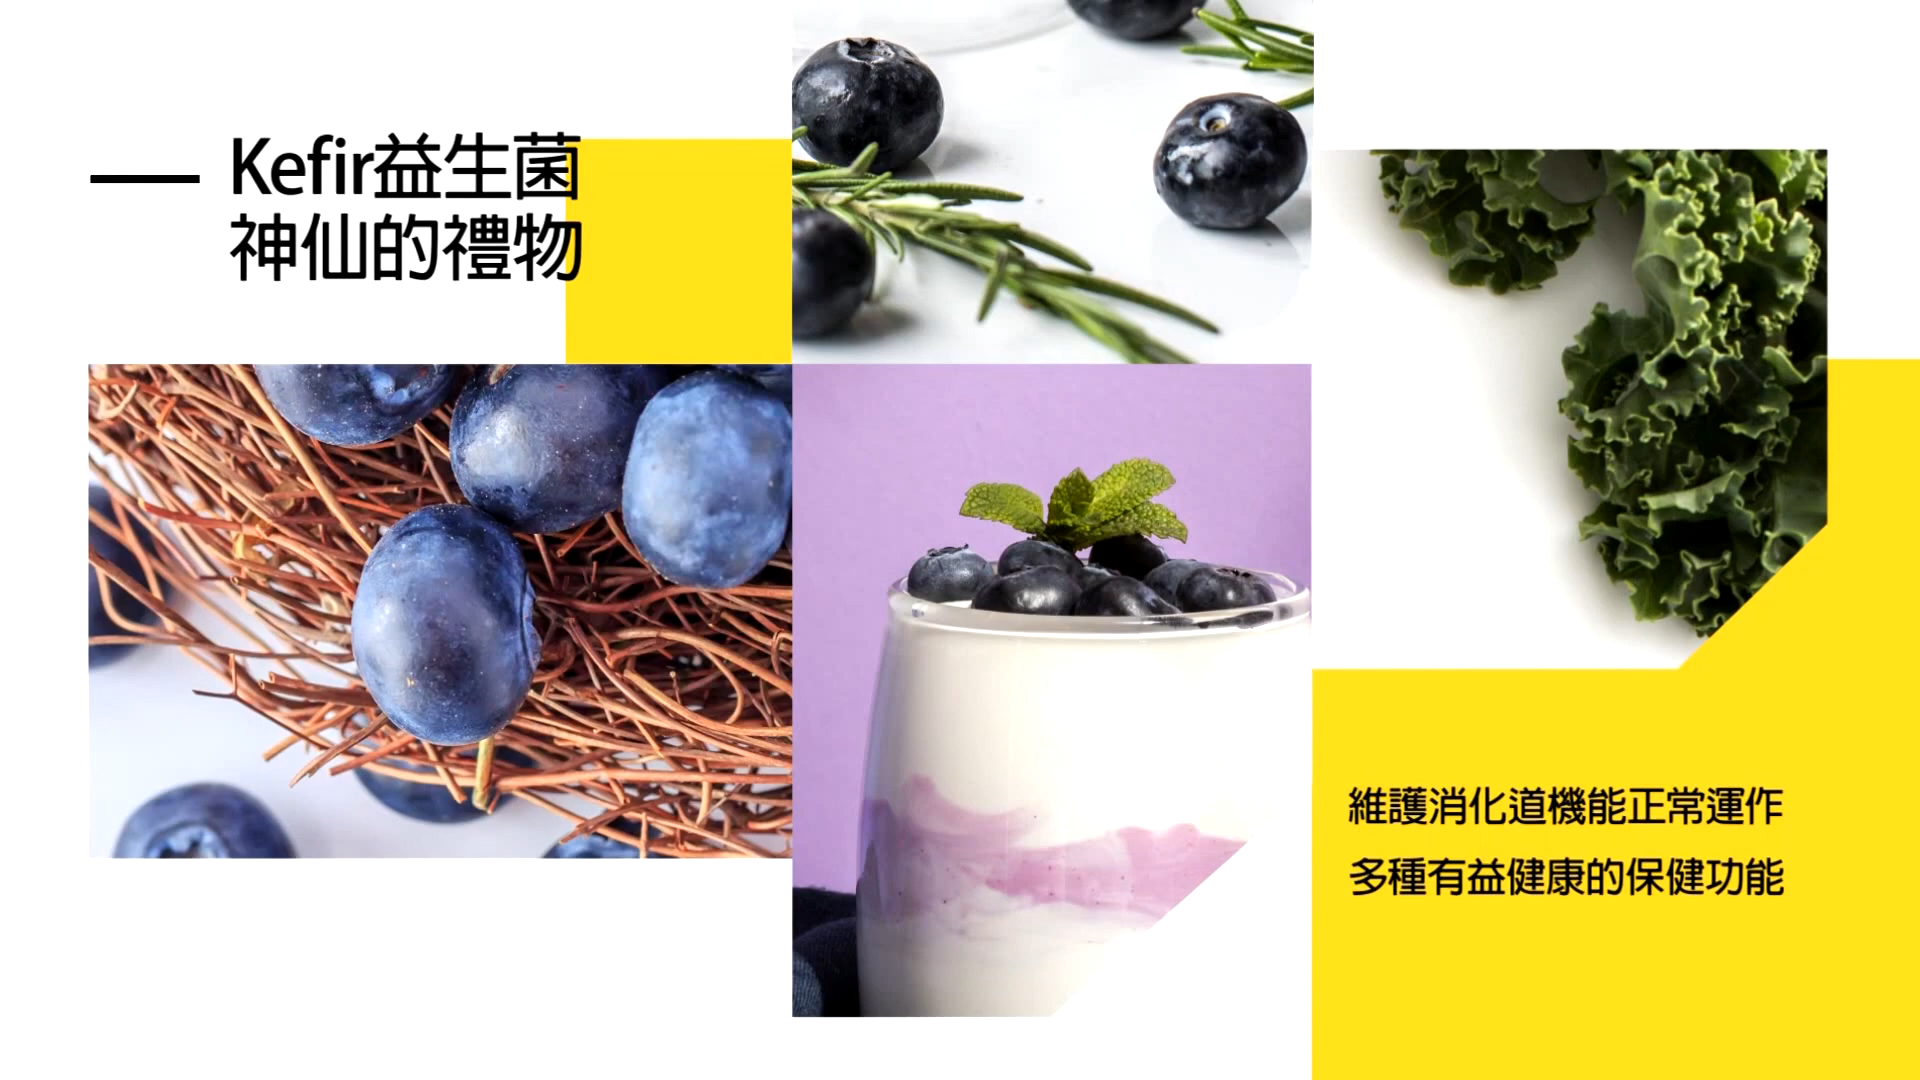 Kefir益生菌
神仙的禮物
維護消化道機能正常運作
多種有益健康的保健功能